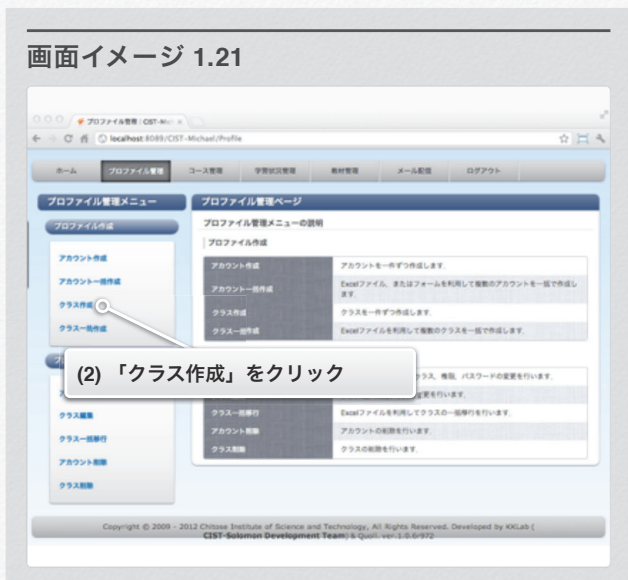 画面イメージ 1.21
プロファイル管理 | CIST-Mic
localhost:8089/CIST-Michael/Profile
ホーム プロファイル管理 コース管理 学習状況管理 教材管理 メール配信 ログアウト
プロファイル管理メニュー
プロファイル作成
アカウント作成
アカウント一括作成
クラス作成
クラス一括作成
クラス編集
クラス一括移行
アカウント削除
クラス削除
プロファイル管理ページ
プロファイル管理メニューの説明
プロファイル作成
アカウント作成 アカウントを一件ずつ作成します.
アカウント一括作成 Excelファイル, またはフォームを利用して複数のアカウントを一括で作成し
ます.
クラス作成 クラスを一件ずつ作成します.
クラス一括作成 Excelファイルを利用して複数のクラスを一括で作成します.
(2) 「クラス作成」をクリック
クラス, 権限, パスワードの変更を行います.
変更を行います.
クラス一括移行 Excelファイルを利用してクラスの一括移行を行います.
アカウント削除 アカウントの削除を行います.
クラス削除 クラスの削除を行います.
Copyright © 2009 - 2012 Chitose Institute of Science and Technology, All Rights Reserved. Developed by KKLab (
CIST-Solomon Development Team) & Quoll. ver.1.0.6r972